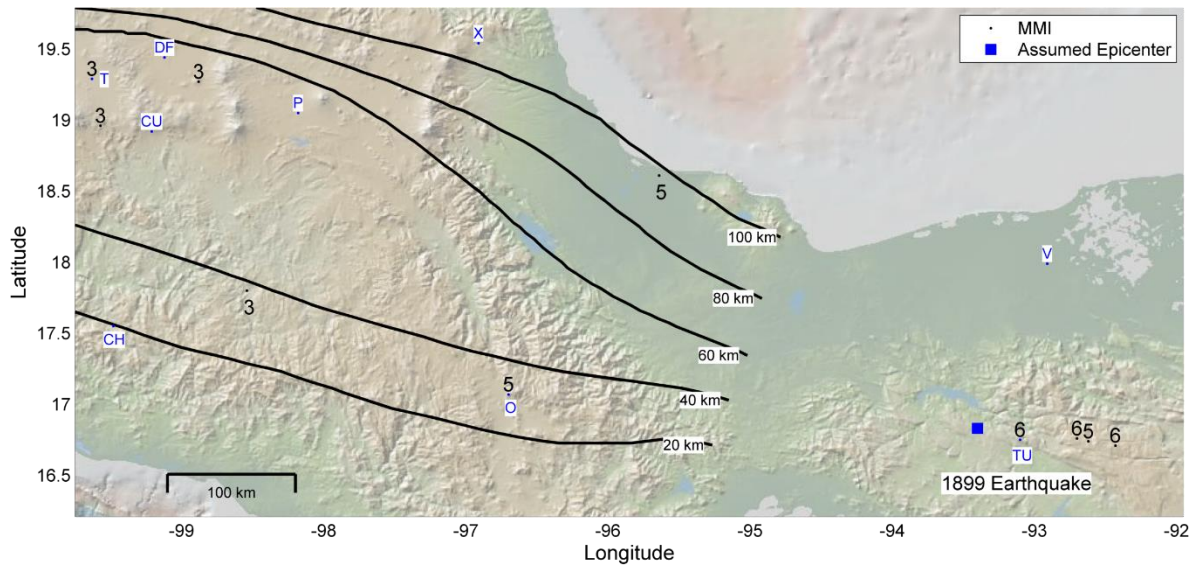 MMI
Assumed Epicenter
19.5
19
18.5
18
17.5
17
16.5
Latitude
X
DF
3
T
3
3
CU
P
5
100 km
V
80 km
3
CH
60 km
5
O
40 km
20 km
6
6
5
6
TU
1899 Earthquake
100 km
-99
-98
-97
-96
-95
-94
-93
-92
Longitude